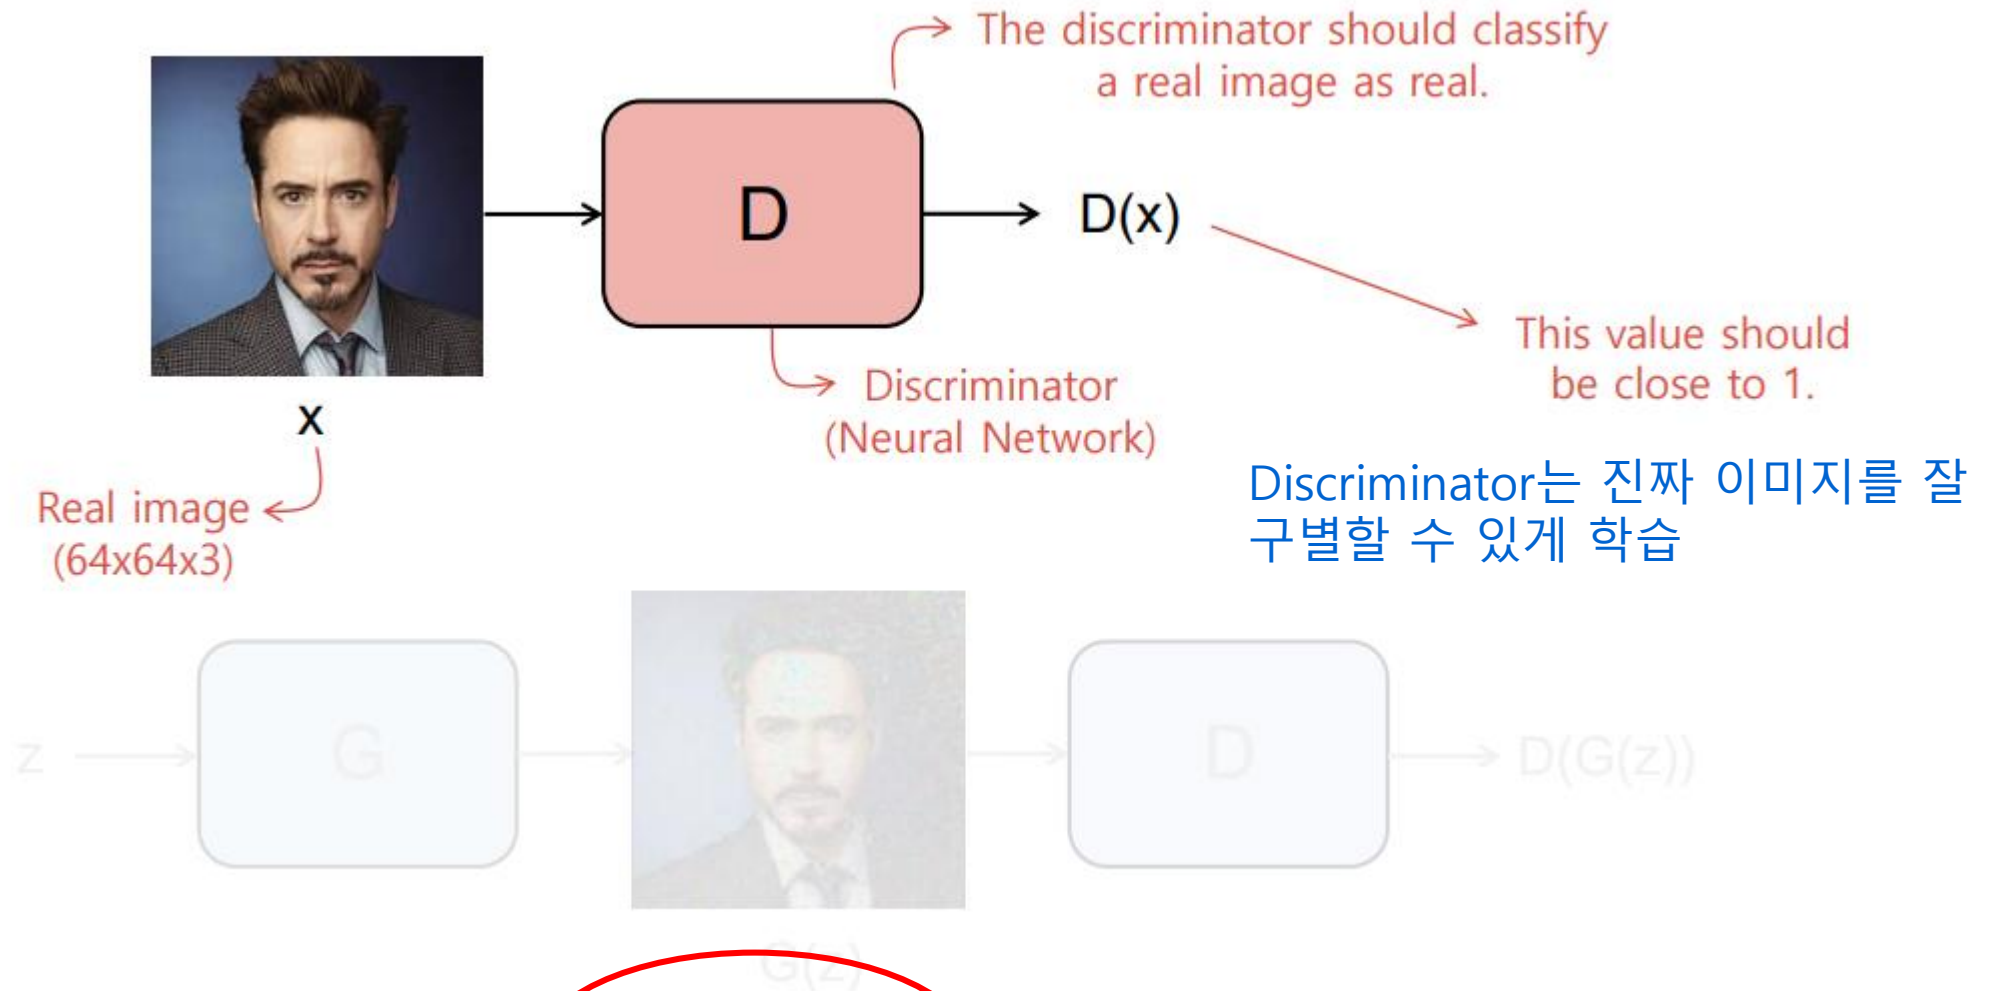 The discriminator should classify
a real image as real.
D
D(x)
This value should
be close to 1.
Discriminator
(Neural Network)
x
Real image
(64x64x3)
Discriminator는 진짜 이미지를 잘
구별할 수 있게 학습
z
G
D
D(G(z))
G(z)